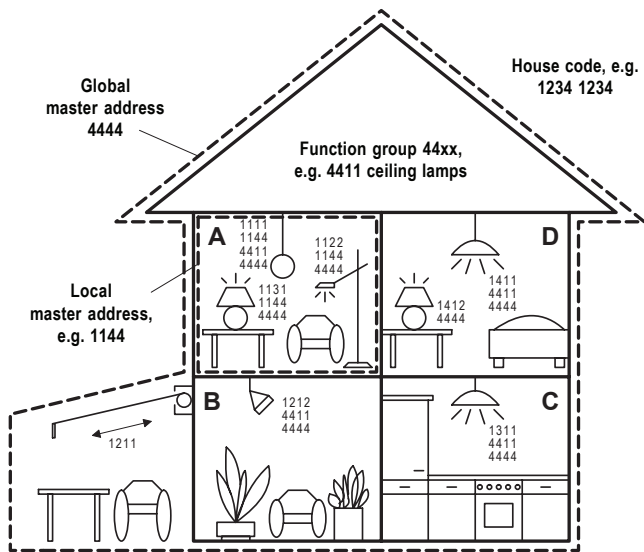 House code, e.g.
1234 1234
Global
master address
4444
Function group 44xx,
e.g. 4411 ceiling lamps
A
1111
1144
4411
4444
1122
1144
4444
1131
1144
4444
D
1411
4411
4444
1412
4444
Local
master address,
e.g. 1144
B
1212
4411
4444
C
1311
4411
4444
1211